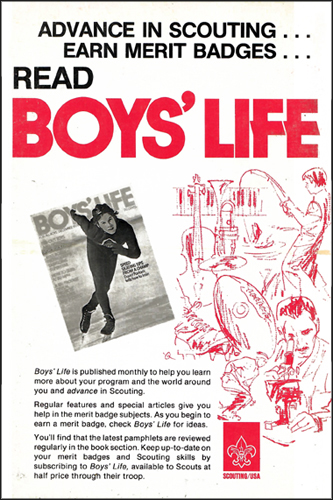 ADVANCE IN SCOUTING . . .
EARN MERIT BADGES . . .
READ
BOYS' LIFE
BOYS' LIFE
Boys' Life is published monthly to help you learn
more about your program and the world around
you and advance in Scouting.
Regular features and special articles give you
help in the merit badge subjects. As you begin to
earn a merit badge, check Boys' Life for ideas.
You'll find that the latest pamphlets are reviewed
regularly in the book section. Keep up-to-date on
your merit badges and Scouting skills by
subscribing to Boys' Life, available to Scouts at
half price through their troop.
SCOUTING/USA